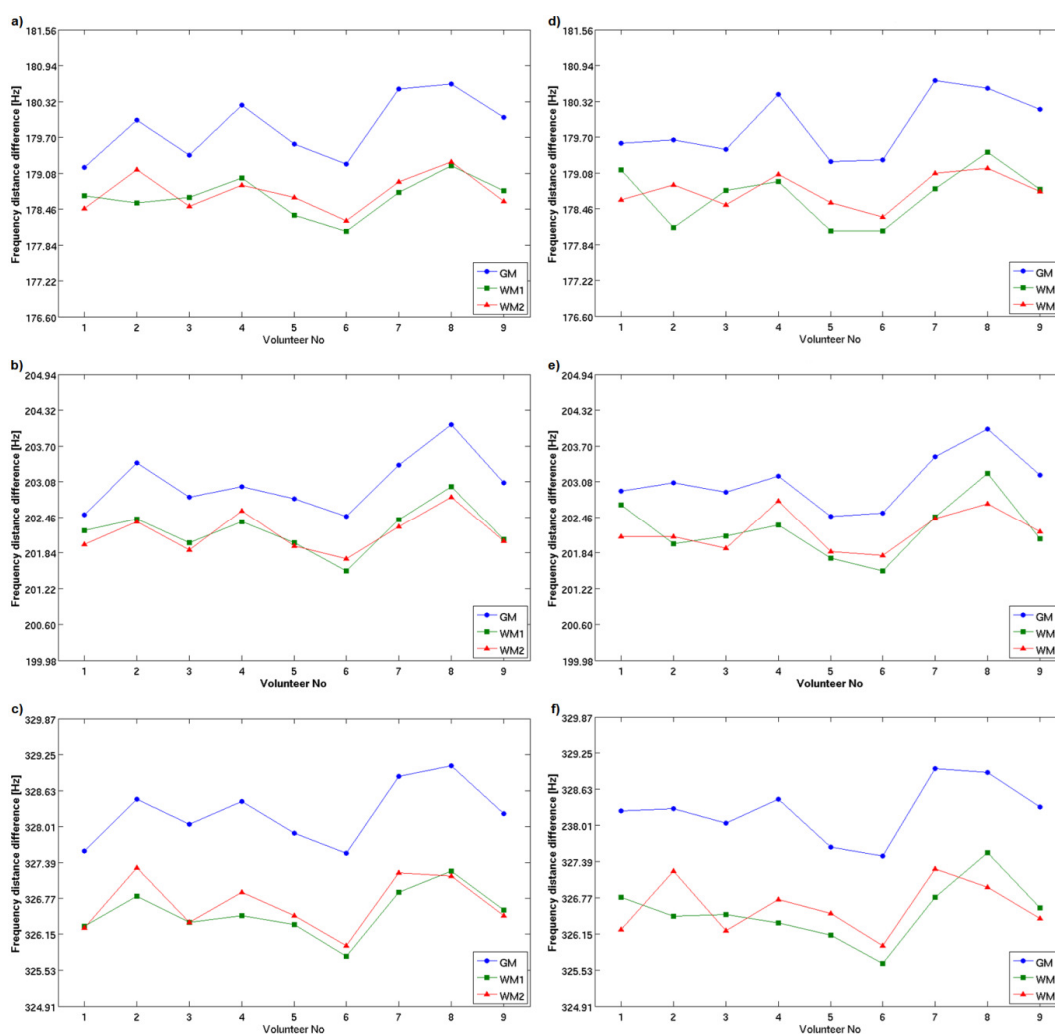 a)
181.56
180.94
180.32
179.70
179.08
178.46
177.84
177.22
176.60
Frequency distance difference [Hz]
1 2 3 4 5 6 7 8 9
Volunteer No
GM
WM1
WM2
d)
181.56
180.94
180.32
179.70
179.08
178.46
177.84
177.22
176.60
Frequency distance difference [Hz]
1 2 3 4 5 6 7 8 9
Volunteer No
GM
WM
WM
b)
204.94
204.32
203.70
203.08
202.46
201.84
201.22
200.60
199.98
Frequency distance difference [Hz]
1 2 3 4 5 6 7 8 9
Volunteer No
GM
WM1
WM2
e)
204.94
204.32
203.70
203.08
202.46
201.84
201.22
200.60
199.98
Frequency distance difference [Hz]
1 2 3 4 5 6 7 8 9
Volunteer No
GM
WM
WM
c)
329.87
329.25
328.63
328.01
327.39
326.77
326.15
325.53
324.91
Frequency distance difference [Hz]
1 2 3 4 5 6 7 8 9
Volunteer No
GM
WM1
WM2
f)
329.87
329.25
328.63
238.01
327.39
326.77
326.15
325.53
324.91
Frequency distance difference [Hz]
1 2 3 4 5 6 7 8 9
Volunteer No
GM
WM
WM